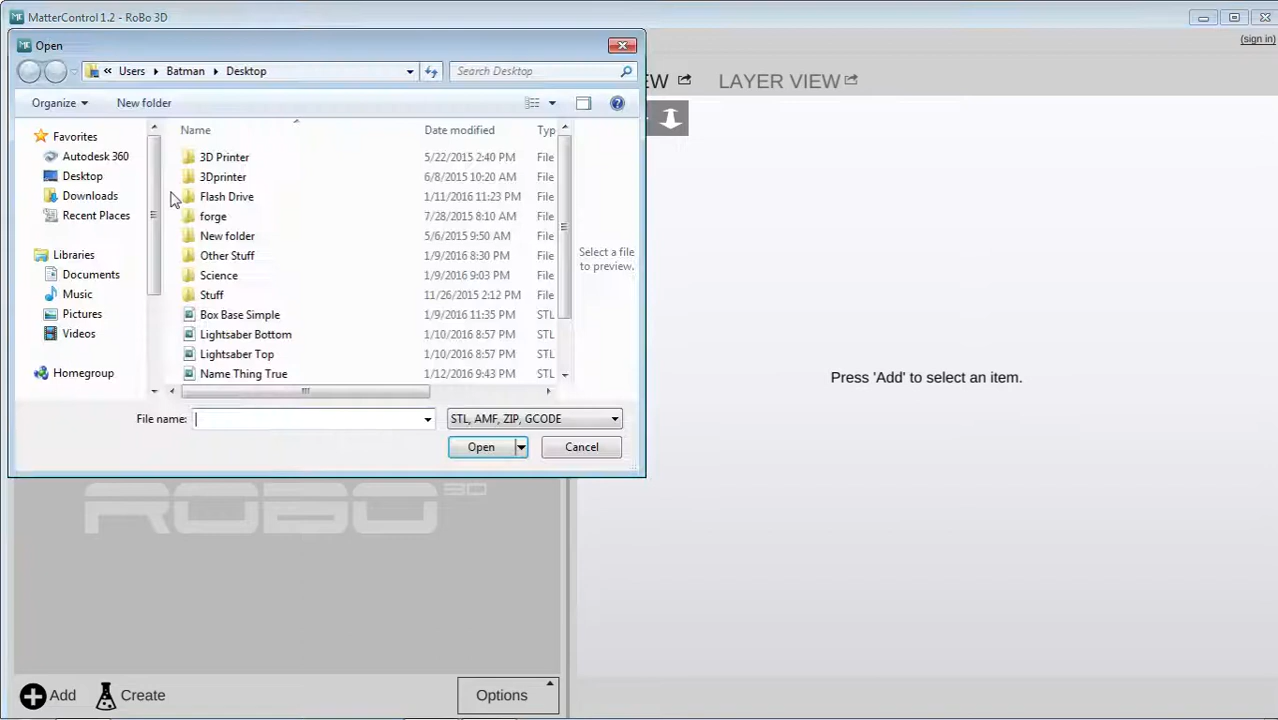 MatterControl 1.2 - RoBo 3D
(sign in)
Open
« Users Batman Desktop
Search Desktop
Organize
New folder
EW
LAYER VIEW
Favorites
Autodesk 360
Desktop
Downloads
Recent Places
Libraries
Documents
Music
Pictures
Videos
Homegroup
Name Date modified Typ
3D Printer 5/22/2015 2:40 PM File
3Dprinter 6/8/2015 10:20 AM File
Flash Drive 1/11/2016 11:23 PM File
forge 7/28/2015 8:10 AM File
New folder 5/6/2015 9:50 AM File
Other Stuff 1/9/2016 8:30 PM File
Science 1/9/2016 9:03 PM File
Stuff 11/26/2015 2:12 PM File
Box Base Simple 1/9/2016 11:35 PM STL
Lightsaber Bottom 1/10/2016 8:57 PM STL
Lightsaber Top 1/10/2016 8:57 PM STL
Name Thing True 1/12/2016 9:43 PM STL
Select a file
to preview.
File name:
STL, AMF, ZIP, GCODE
Open
Cancel
Press 'Add' to select an item.
ROBO 3D
Add
Create
Options